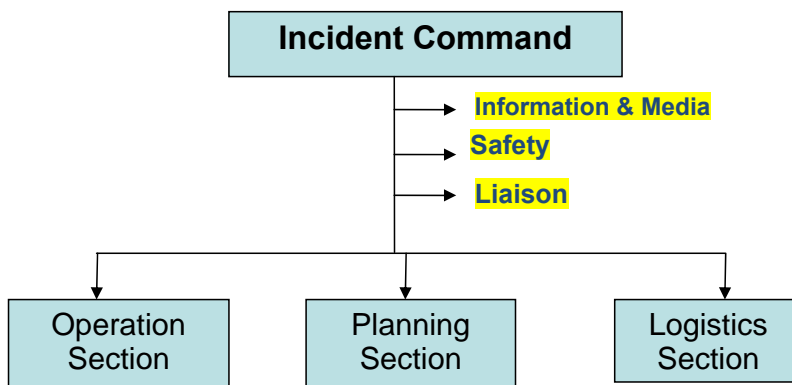 Incident Command
Information & Media
Safety
Liaison
Operation
Section
Planning
Section
Logistics
Section